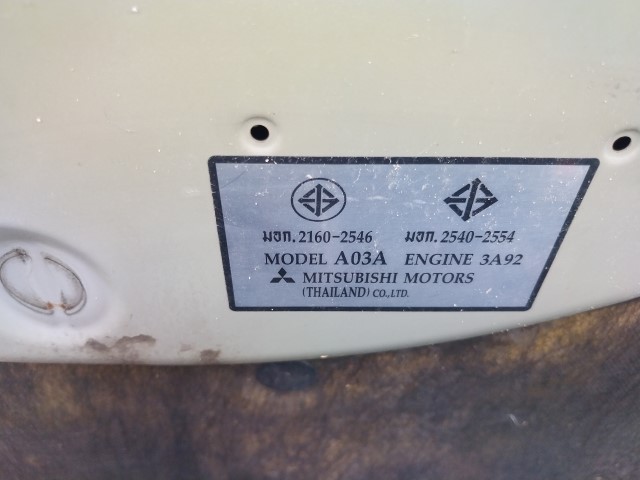 มอก.2160-2546 มอก.2540-2554
MODEL A03A ENGINE 3A92
MITSUBISHI MOTORS
(THAILAND) CO.,LTD.